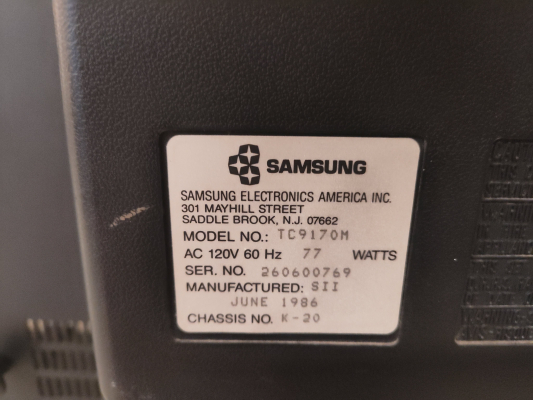 SAMSUNG
SAMSUNG ELECTRONICS AMERICA INC.
301 MAYHILL STREET
SADDLE BROOK, N.J. 07662
MODEL NO.: TC9170M
AC 120V 60 Hz 77 WATTS
SER. NO. 260600769
MANUFACTURED: SII
JUNE 1986
CHASSIS NO. K-20